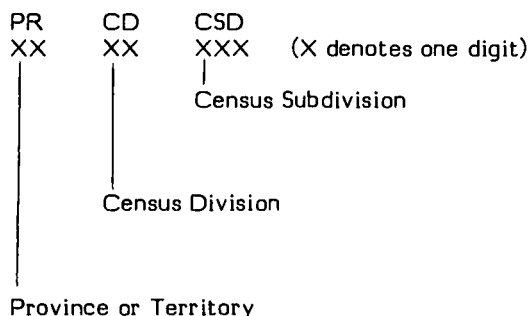 PR CD CSD
XX XX XXX (X denotes one digit)
Census Subdivision
Census Division
Province or Territory